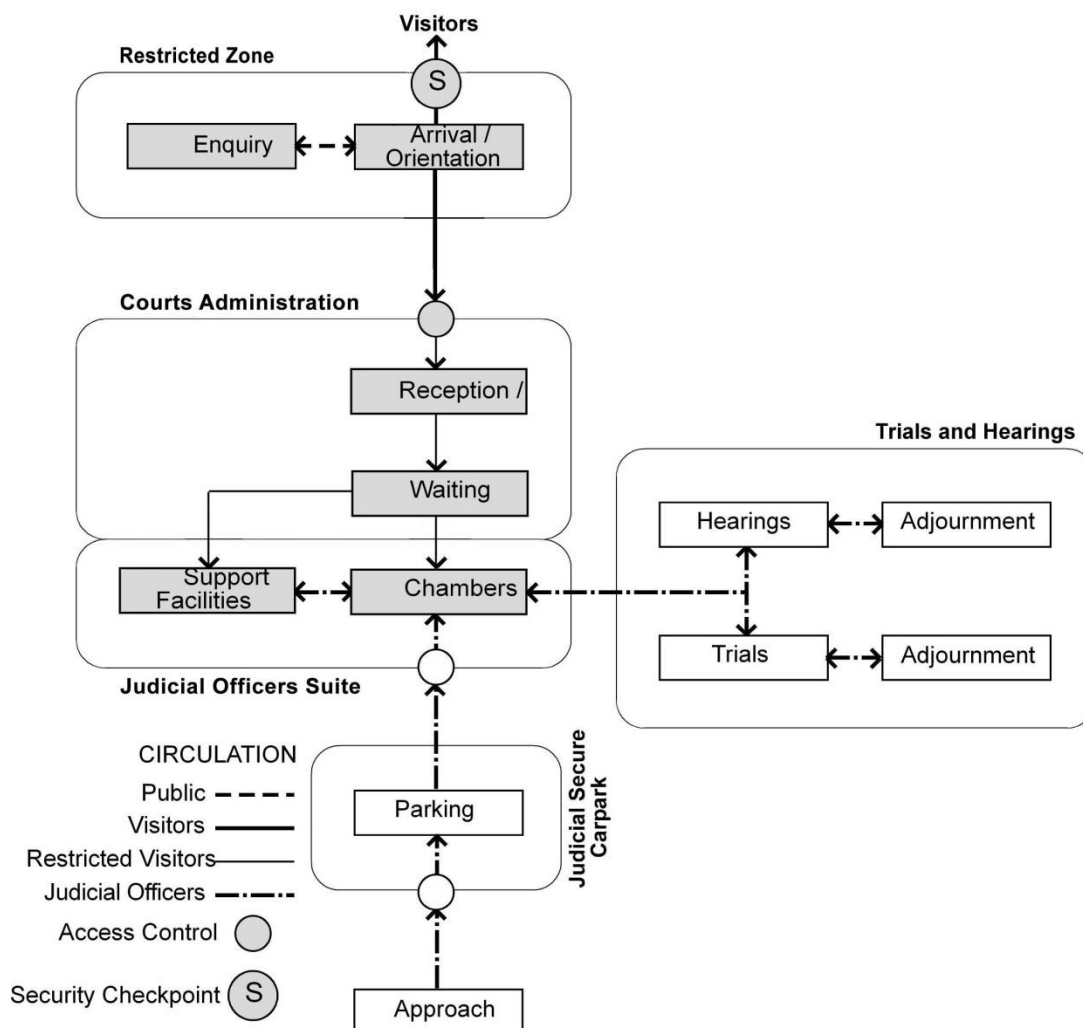 Visitors
Restricted Zone
S
Enquiry
Arrival /
Orientation
Courts Administration
Reception /
Waiting
Support
Facilities
Chambers
Judicial Officers Suite
Trials and Hearings
Hearings
Adjournment
Trials
Adjournment
CIRCULATION
Public
Visitors
Restricted Visitors
Judicial Officers
Access Control
Security Checkpoint
S
Parking
Judicial Secure
Carpark
Approach